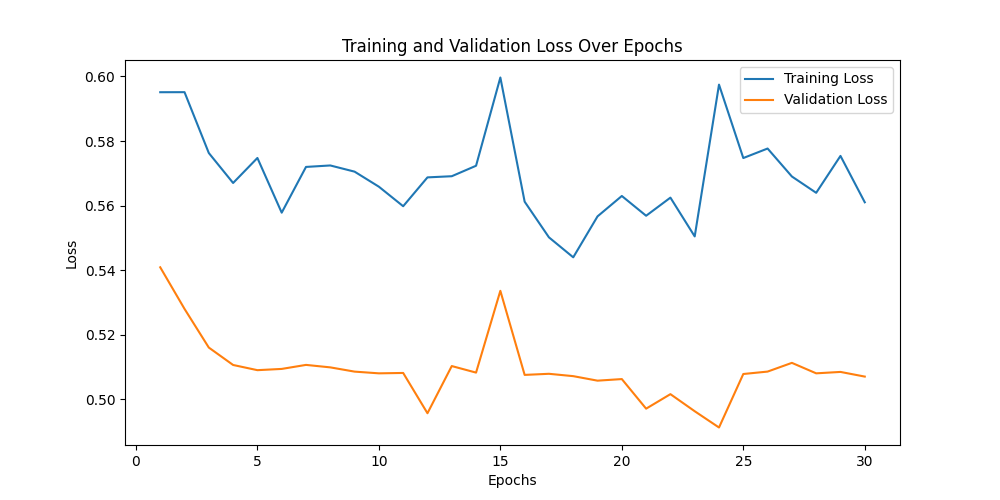 Training and Validation Loss Over Epochs
Training Loss
Validation Loss
0.60
0.58
0.56
0.54
0.52
0.50
Loss
0 5 10 15 20 25 30
Epochs